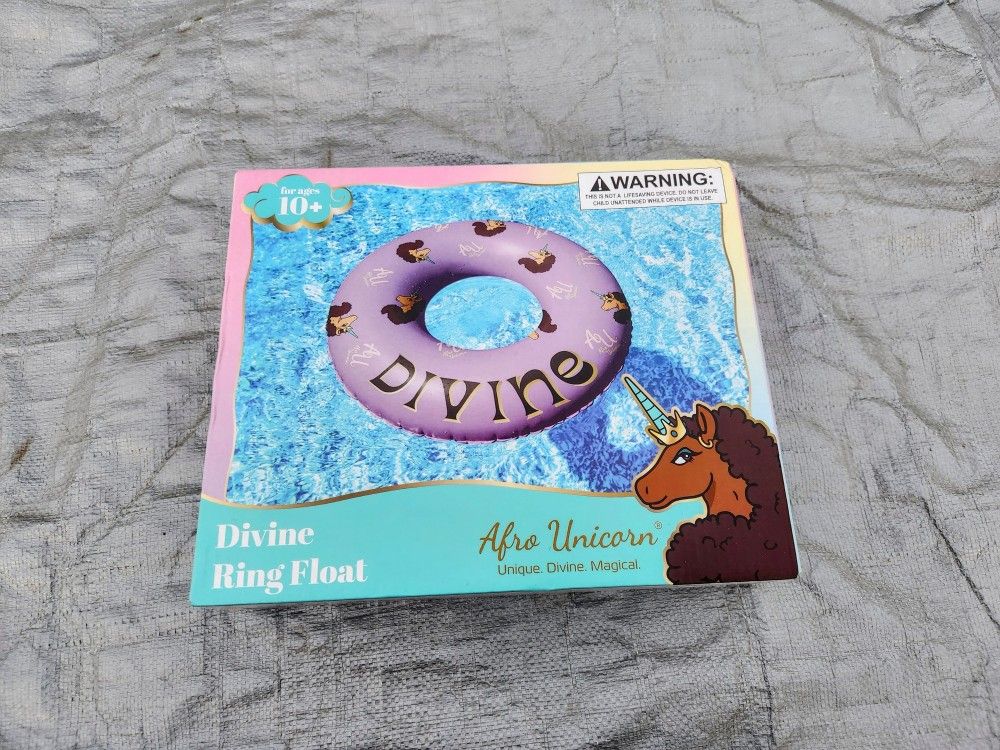 for ages
10+
WARNING:
THIS IS NOT A LIFESAVING DEVICE. DO NOT LEAVE
CHILD UNATTENDED WHILE DEVICE IS IN USE.
DIVINE
Divine
Ring Float
Afro Unicorn®
Unique. Divine. Magical.